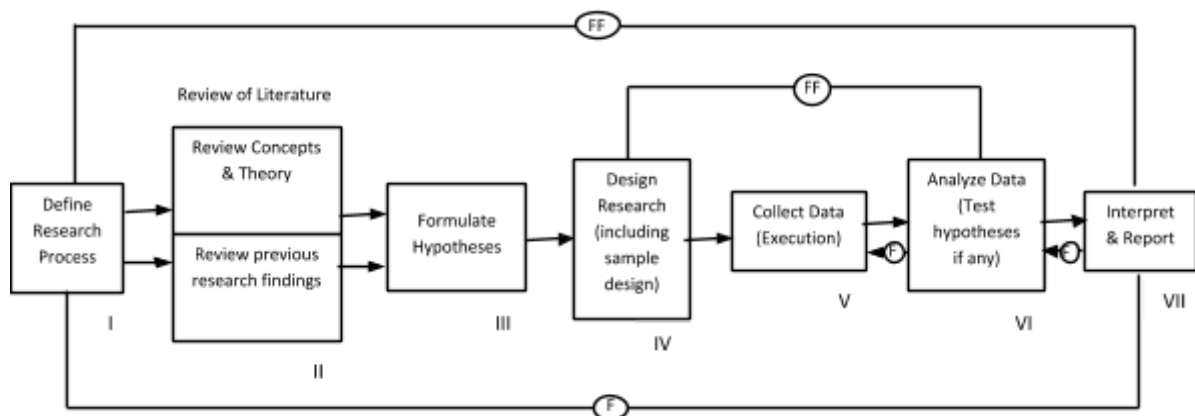 FF
FF
Review of Literature
Review Concepts
& Theory
Review previous
research findings
Define
Research
Process
Formulate
Hypotheses
Design
Research
(including
sample
design)
Collect Data
(Execution)
Analyze Data
(Test
hypotheses
if any)
Interpret
& Report
F
F
I
II
III
IV
V
VI
VII
F